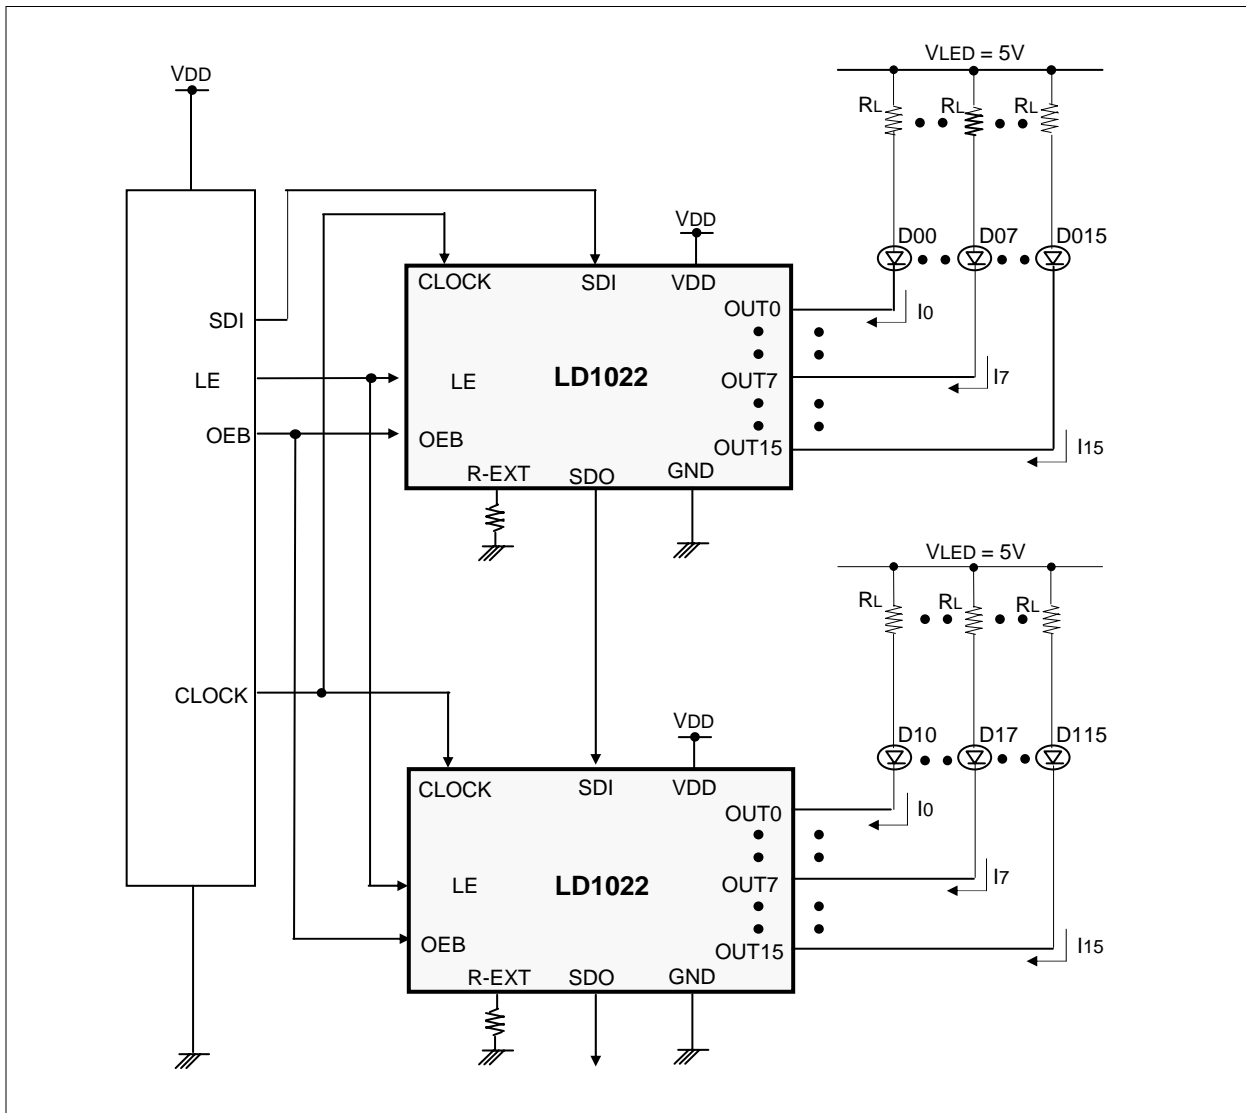 VDD
SDI
LE
OEB
CLOCK
VDD
CLOCK
SDI
VDD
LE
LD1022
OEB
OUT0
OUT7
OUT15
R-EXT
SDO
GND
VLED = 5V
RL
RL
RL
D00
D07
D015
I0
I7
I15
VDD
CLOCK
SDI
VDD
LE
LD1022
OEB
OUT0
OUT7
OUT15
R-EXT
SDO
GND
VLED = 5V
RL
RL
RL
D10
D17
D115
I0
I7
I15